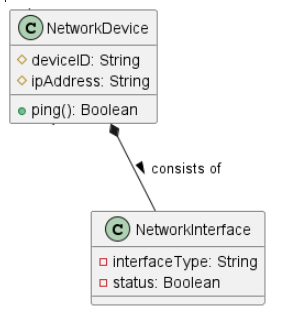 C NetworkDevice
deviceID: String
ipAddress: String
ping(): Boolean
consists of
C NetworkInterface
interfaceType: String
status: Boolean